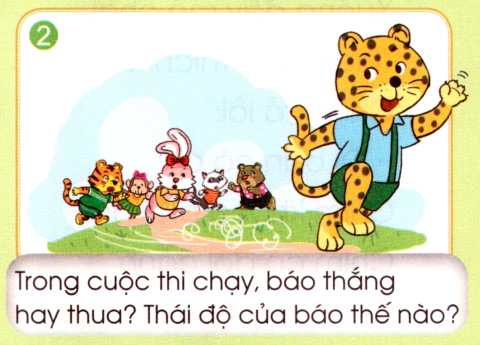 2
Trong cuộc thi chạy, báo thắng
hay thua? Thái độ của báo thế nào?